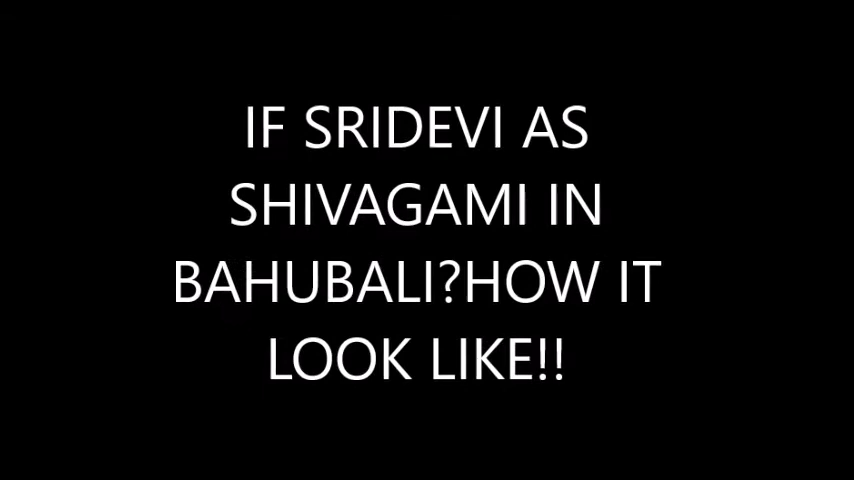 IF SRIDEVI AS
SHIVAGAMI IN
BAHUBALI?HOW IT
LOOK LIKE!!